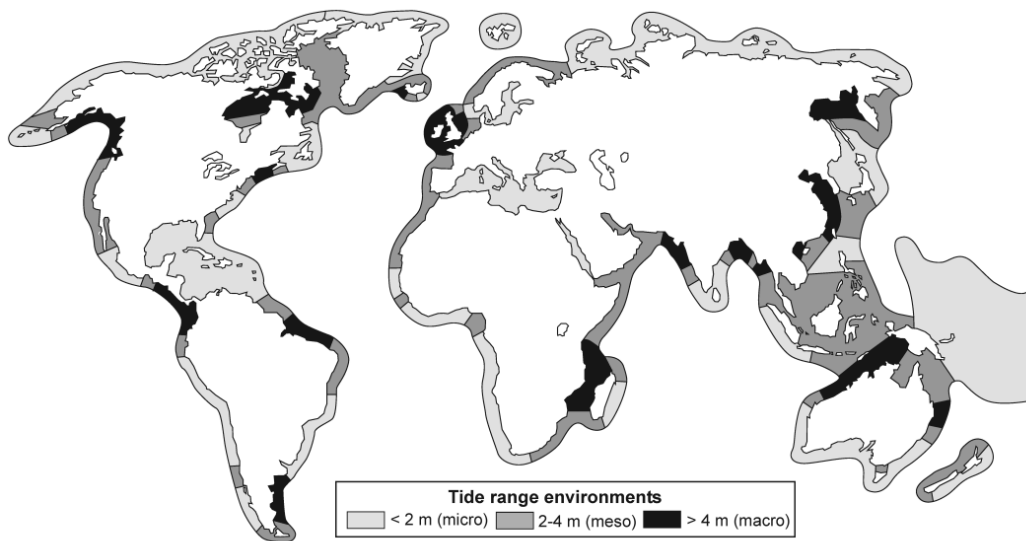 Tide range environments
< 2 m (micro) 2-4 m (meso) > 4 m (macro)